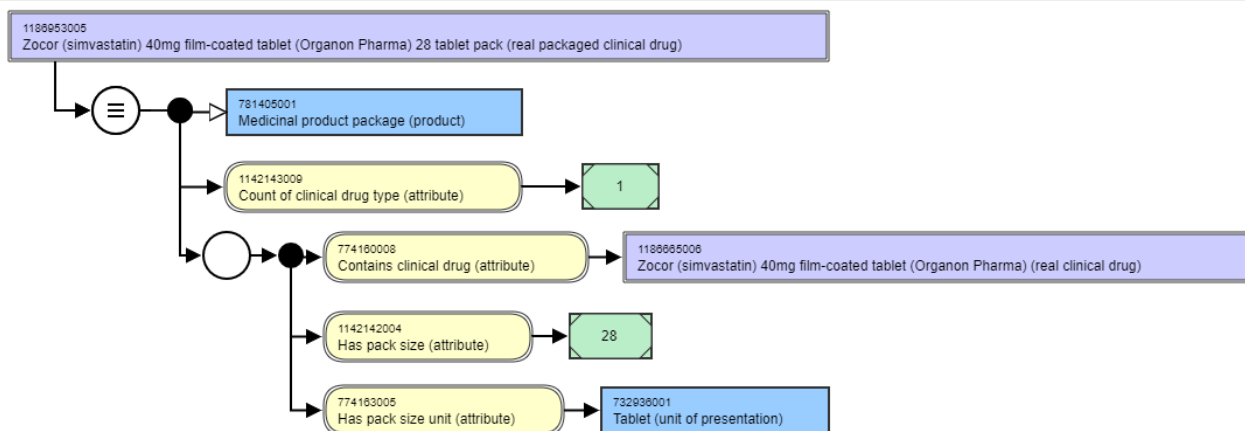 1186953005
Zocor (simvastatin) 40mg film-coated tablet (Organon Pharma) 28 tablet pack (real packaged clinical drug)
781405001
Medicinal product package (product)
1142143009
Count of clinical drug type (attribute)
1
774160008
Contains clinical drug (attribute)
1186665006
Zocor (simvastatin) 40mg film-coated tablet (Organon Pharma) (real clinical drug)
1142142004
Has pack size (attribute)
28
774163005
Has pack size unit (attribute)
732936001
Tablet (unit of presentation)